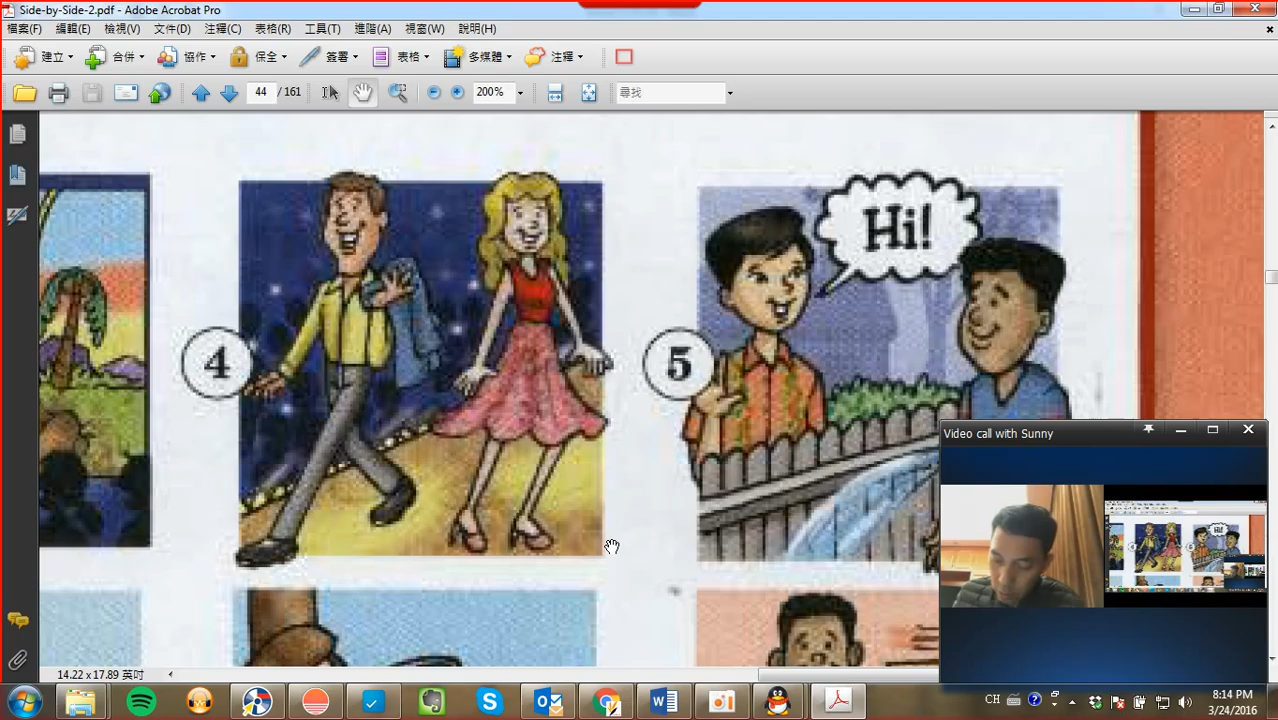 Side-by-Side-2.pdf - Adobe Acrobat Pro
檔案(F) 編輯(E) 檢視(V) 文件(D) 注釋(C) 表格(R) 工具(T) 進階(A) 視窗(W) 說明(H)
建立 合併 協作 保全 簽署 表格 多媒體 注釋
44 / 161 200% 尋找
Hi!
4
5
Video call with Sunny
14.22 x 17.89 英吋
CH
8:14 PM
3/24/2016